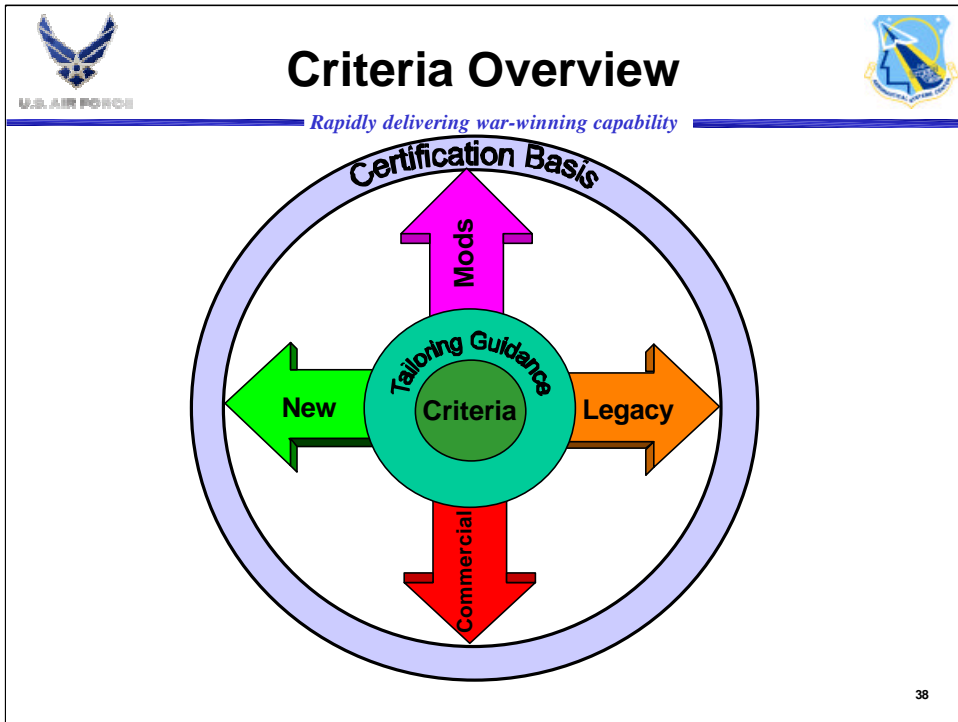 U.S. AIR FORCE
Criteria Overview
Rapidly delivering war-winning capability
Certification Basis
Mods
Tailoring Guidance
New
Criteria
Legacy
Commercial
38